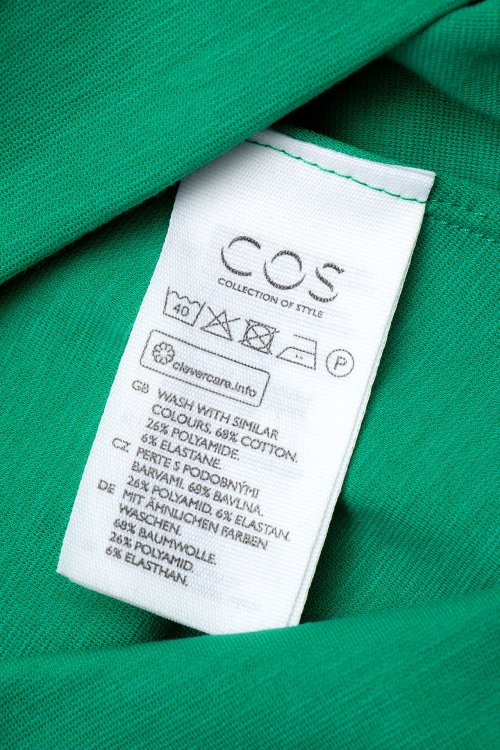 COS
COLLECTION OF STYLE
40 P
clevercare.info
GB WASH WITH SIMILAR
COLOURS. 68% COTTON.
26% POLYAMIDE.
6% ELASTANE.
CZ PERTE S PODOBNÝMI
BARVAMI. 68% BAVLNA.
26% POLYAMID. 6% ELASTAN.
DE MIT ÄHNLICHEN FARBEN
WASCHEN.
68% BAUMWOLLE.
26% POLYAMID.
6% ELASTHAN.